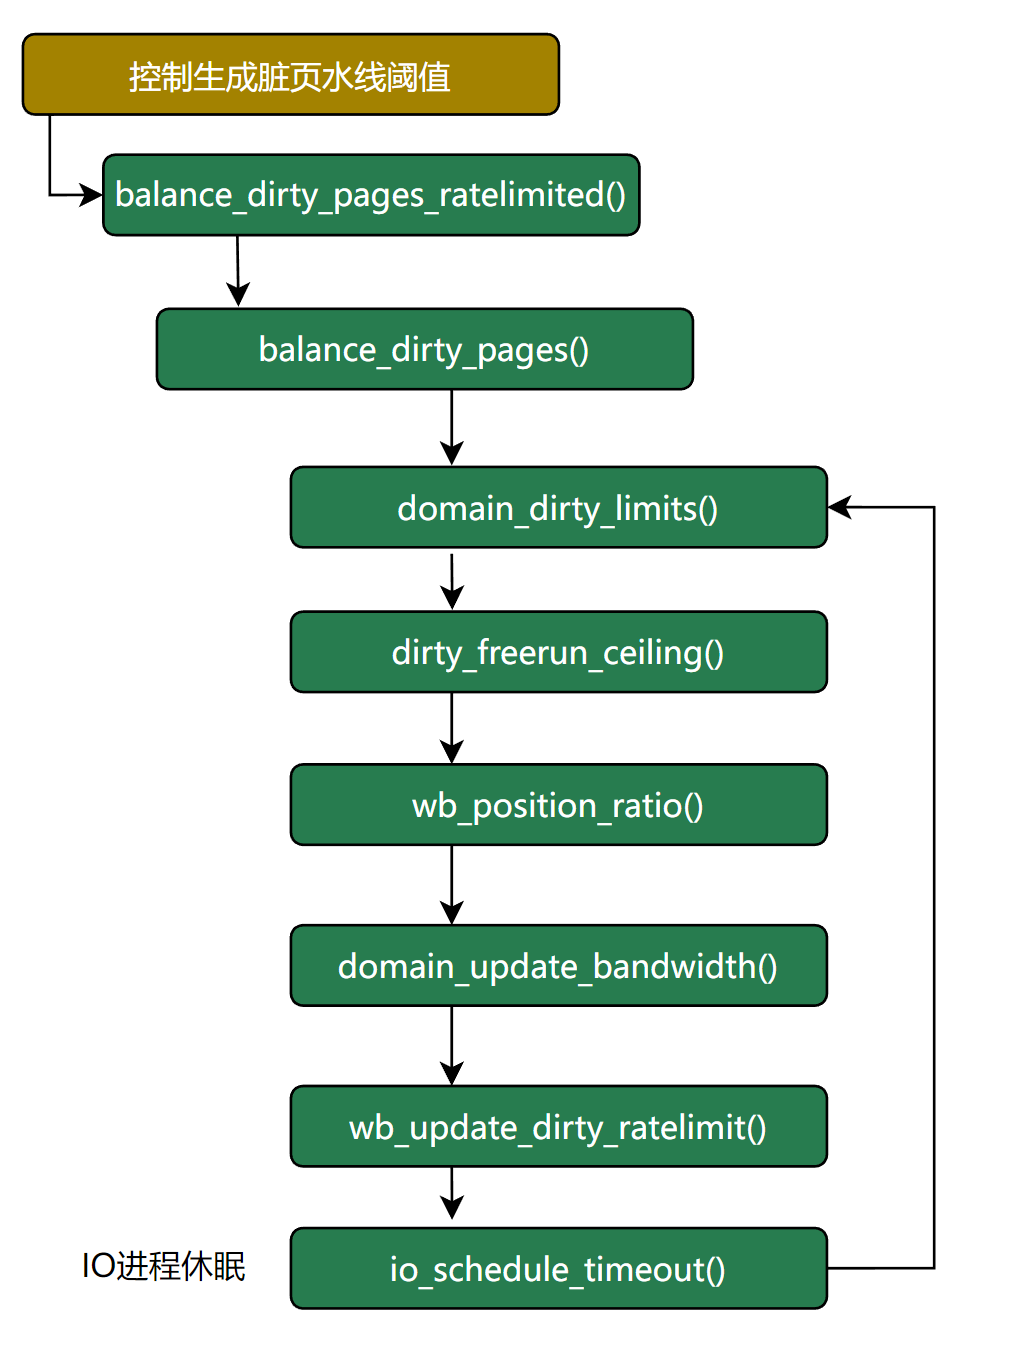 控制生成脏页水线阈值
balance_dirty_pages_ratelimited()
balance_dirty_pages()
domain_dirty_limits()
dirty_freerun_ceiling()
wb_position_ratio()
domain_update_bandwidth()
wb_update_dirty_ratelimit()
IO进程休眠
io_schedule_timeout()